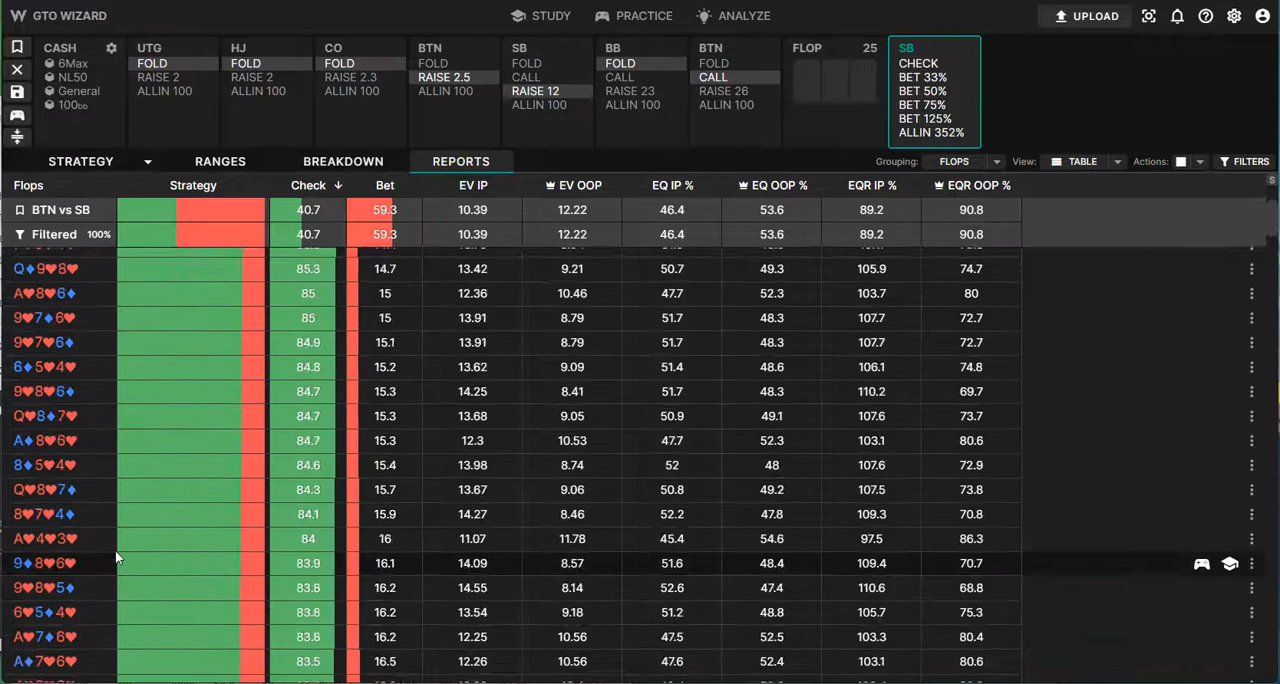 W GTO WIZARD STUDY PRACTICE ANALYZE UPLOAD
CASH UTG HJ CO BTN SB BB BTN FLOP 25 SB
6Max FOLD FOLD FOLD FOLD FOLD FOLD FOLD CHECK
NL50 RAISE 2 RAISE 2 RAISE 2.3 RAISE 2.5 CALL CALL CALL BET 33%
General ALLIN 100 ALLIN 100 ALLIN 100 ALLIN 100 RAISE 12 RAISE 23 RAISE 26 BET 50%
100bb ALLIN 100 ALLIN 100 ALLIN 100 BET 75%
BET 125%
ALLIN 352%
STRATEGY RANGES BREAKDOWN REPORTS Grouping: FLOPS View: TABLE Actions: FILTERS
Flops Strategy Check ↓ Bet EV IP EV OOP EQ IP % EQ OOP % EQR IP % EQR OOP % S
BTN vs SB 40.7 59.3 10.39 12.22 46.4 53.6 89.2 90.8
Filtered 100% 40.7 59.3 10.39 12.22 46.4 53.6 89.2 90.8
Q♦9♥8♥ 85.3 14.7 13.42 9.21 50.7 49.3 105.9 74.7
A♥8♥6♦ 85 15 12.36 10.46 47.7 52.3 103.7 80
9♥7♦6♥ 85 15 13.91 8.79 51.7 48.3 107.7 72.7
9♥7♥6♦ 84.9 15.1 13.91 8.79 51.7 48.3 107.7 72.7
6♦5♥4♥ 84.8 15.2 13.62 9.09 51.4 48.6 106.1 74.8
9♥8♥6♦ 84.7 15.3 14.25 8.41 51.7 48.3 110.2 69.7
Q♥8♦7♥ 84.7 15.3 13.68 9.05 50.9 49.1 107.6 73.7
A♦8♥6♥ 84.7 15.3 12.3 10.53 47.7 52.3 103.1 80.6
8♦5♥4♥ 84.6 15.4 13.98 8.74 52 48 107.6 72.9
Q♥8♥7♦ 84.3 15.7 13.67 9.06 50.8 49.2 107.5 73.8
8♥7♥4♦ 84.1 15.9 14.27 8.46 52.2 47.8 109.3 70.8
A♥4♥3♥ 84 16 11.07 11.78 45.4 54.6 97.5 86.3
9♦8♥6♥ 83.9 16.1 14.09 8.57 51.6 48.4 109.4 70.7
9♥8♥5♦ 83.8 16.2 14.55 8.14 52.6 47.4 110.6 68.8
6♥5♦4♥ 83.8 16.2 13.54 9.18 51.2 48.8 105.7 75.3
A♥7♦6♥ 83.8 16.2 12.25 10.56 47.5 52.5 103.3 80.4
A♦7♥6♥ 83.5 16.5 12.26 10.56 47.6 52.4 103.1 80.6